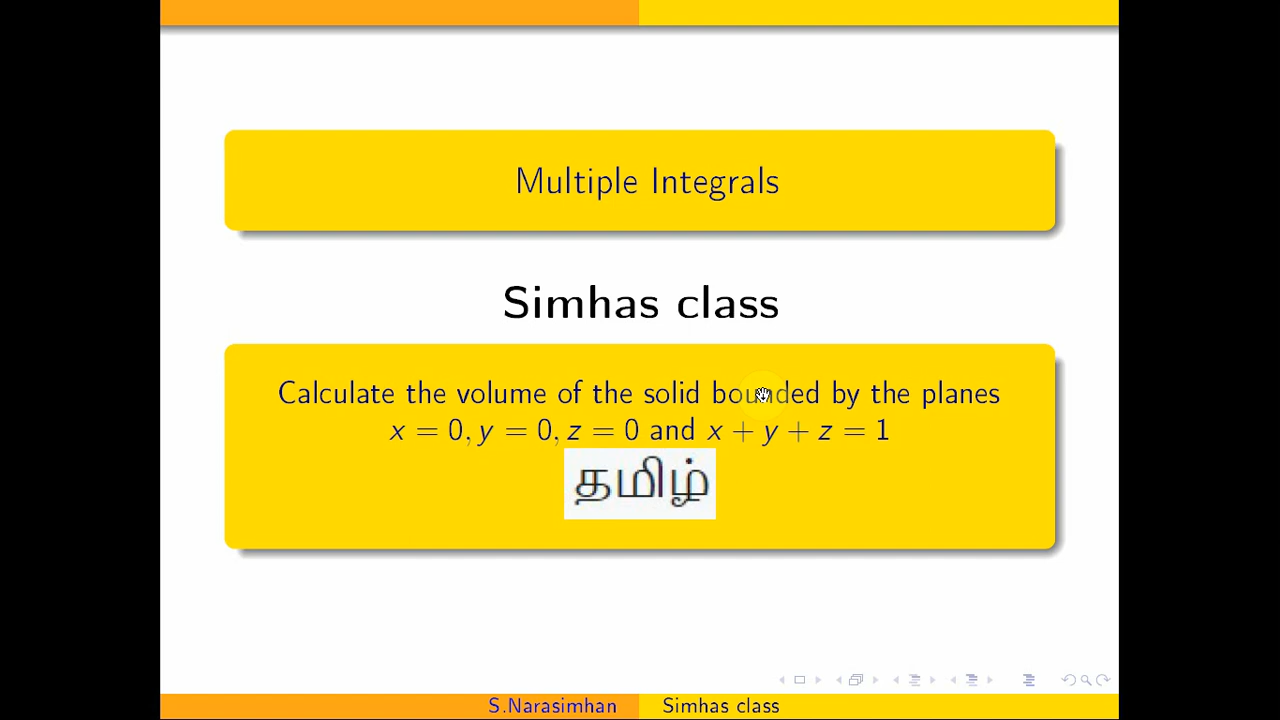 Multiple Integrals
Simhas class
Calculate the volume of the solid bounded by the planes
x = 0, y = 0, z = 0 and x + y + z = 1
தமிழ்
S.Narasimhan
Simhas class